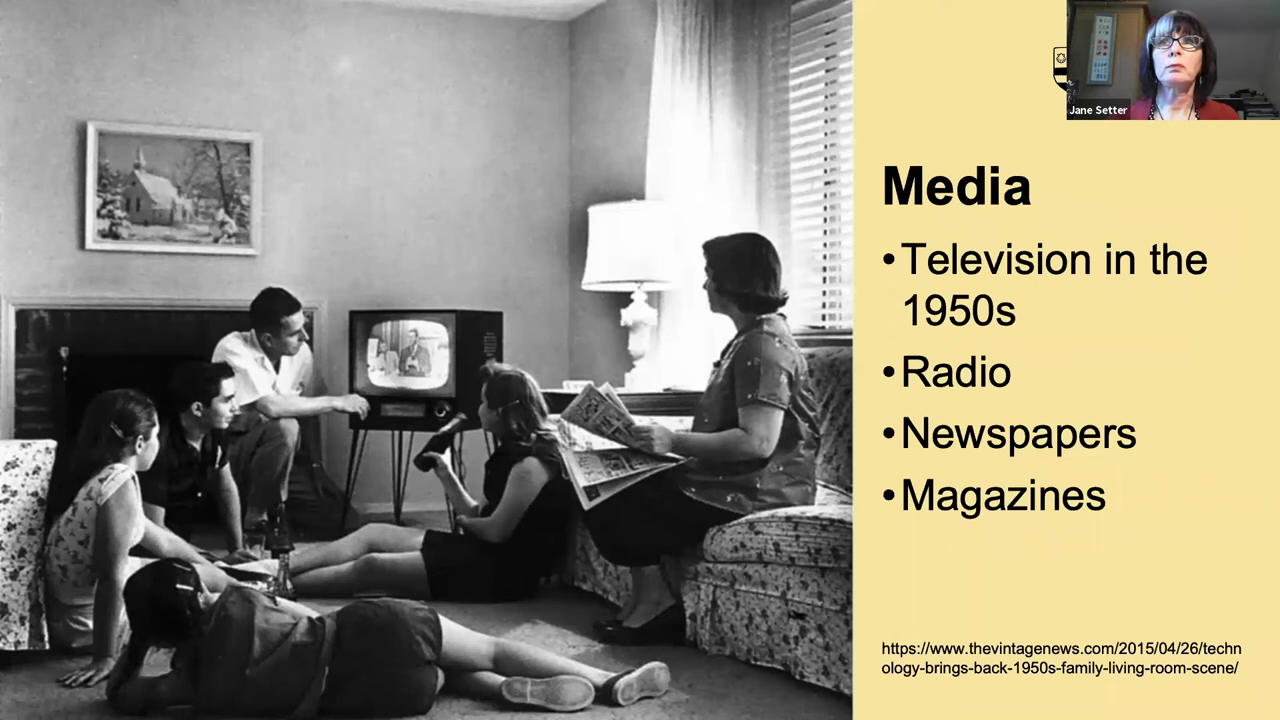 Jane Setter
Media
•Television in the
1950s
•Radio
•Newspapers
•Magazines
https://www.thevintagenews.com/2015/04/26/techn
ology-brings-back-1950s-family-living-room-scene/